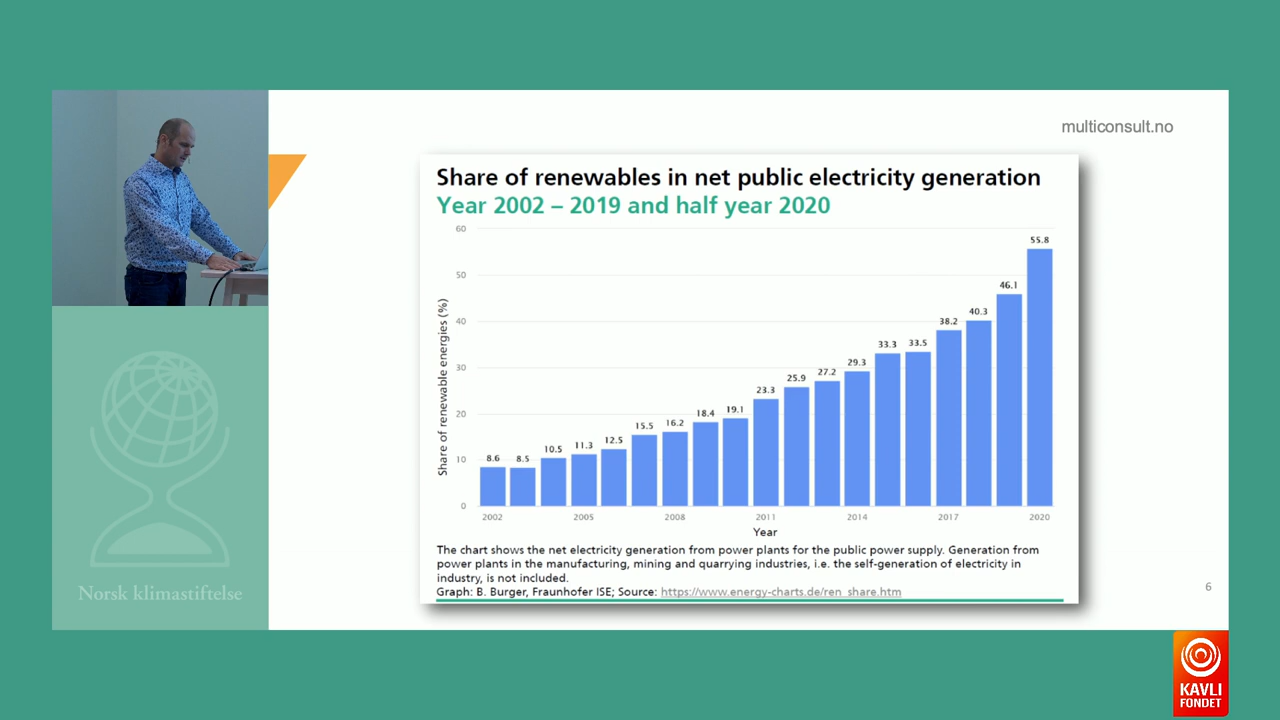 multiconsult.no
Share of renewables in net public electricity generation
Year 2002 – 2019 and half year 2020
Share of renewable energies (%)
60
50
40
30
20
10
0
8.6
8.5
10.5
11.3
12.5
15.5
16.2
18.4
19.1
23.3
25.9
27.2
29.3
33.3
33.5
38.2
40.3
46.1
55.8
2002
2005
2008
2011
2014
2017
2020
Year
The chart shows the net electricity generation from power plants for the public power supply. Generation from
power plants in the manufacturing, mining and quarrying industries, i.e. the self-generation of electricity in
industry, is not included.
Graph: B. Burger, Fraunhofer ISE; Source: https://www.energy-charts.de/ren_share.htm
6
Norsk klimastiftelse
KAVLI
FONDET